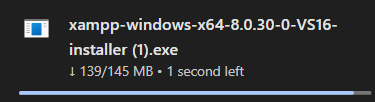 xampp-windows-x64-8.0.30-0-VS16-
installer (1).exe
↓ 139/145 MB • 1 second left